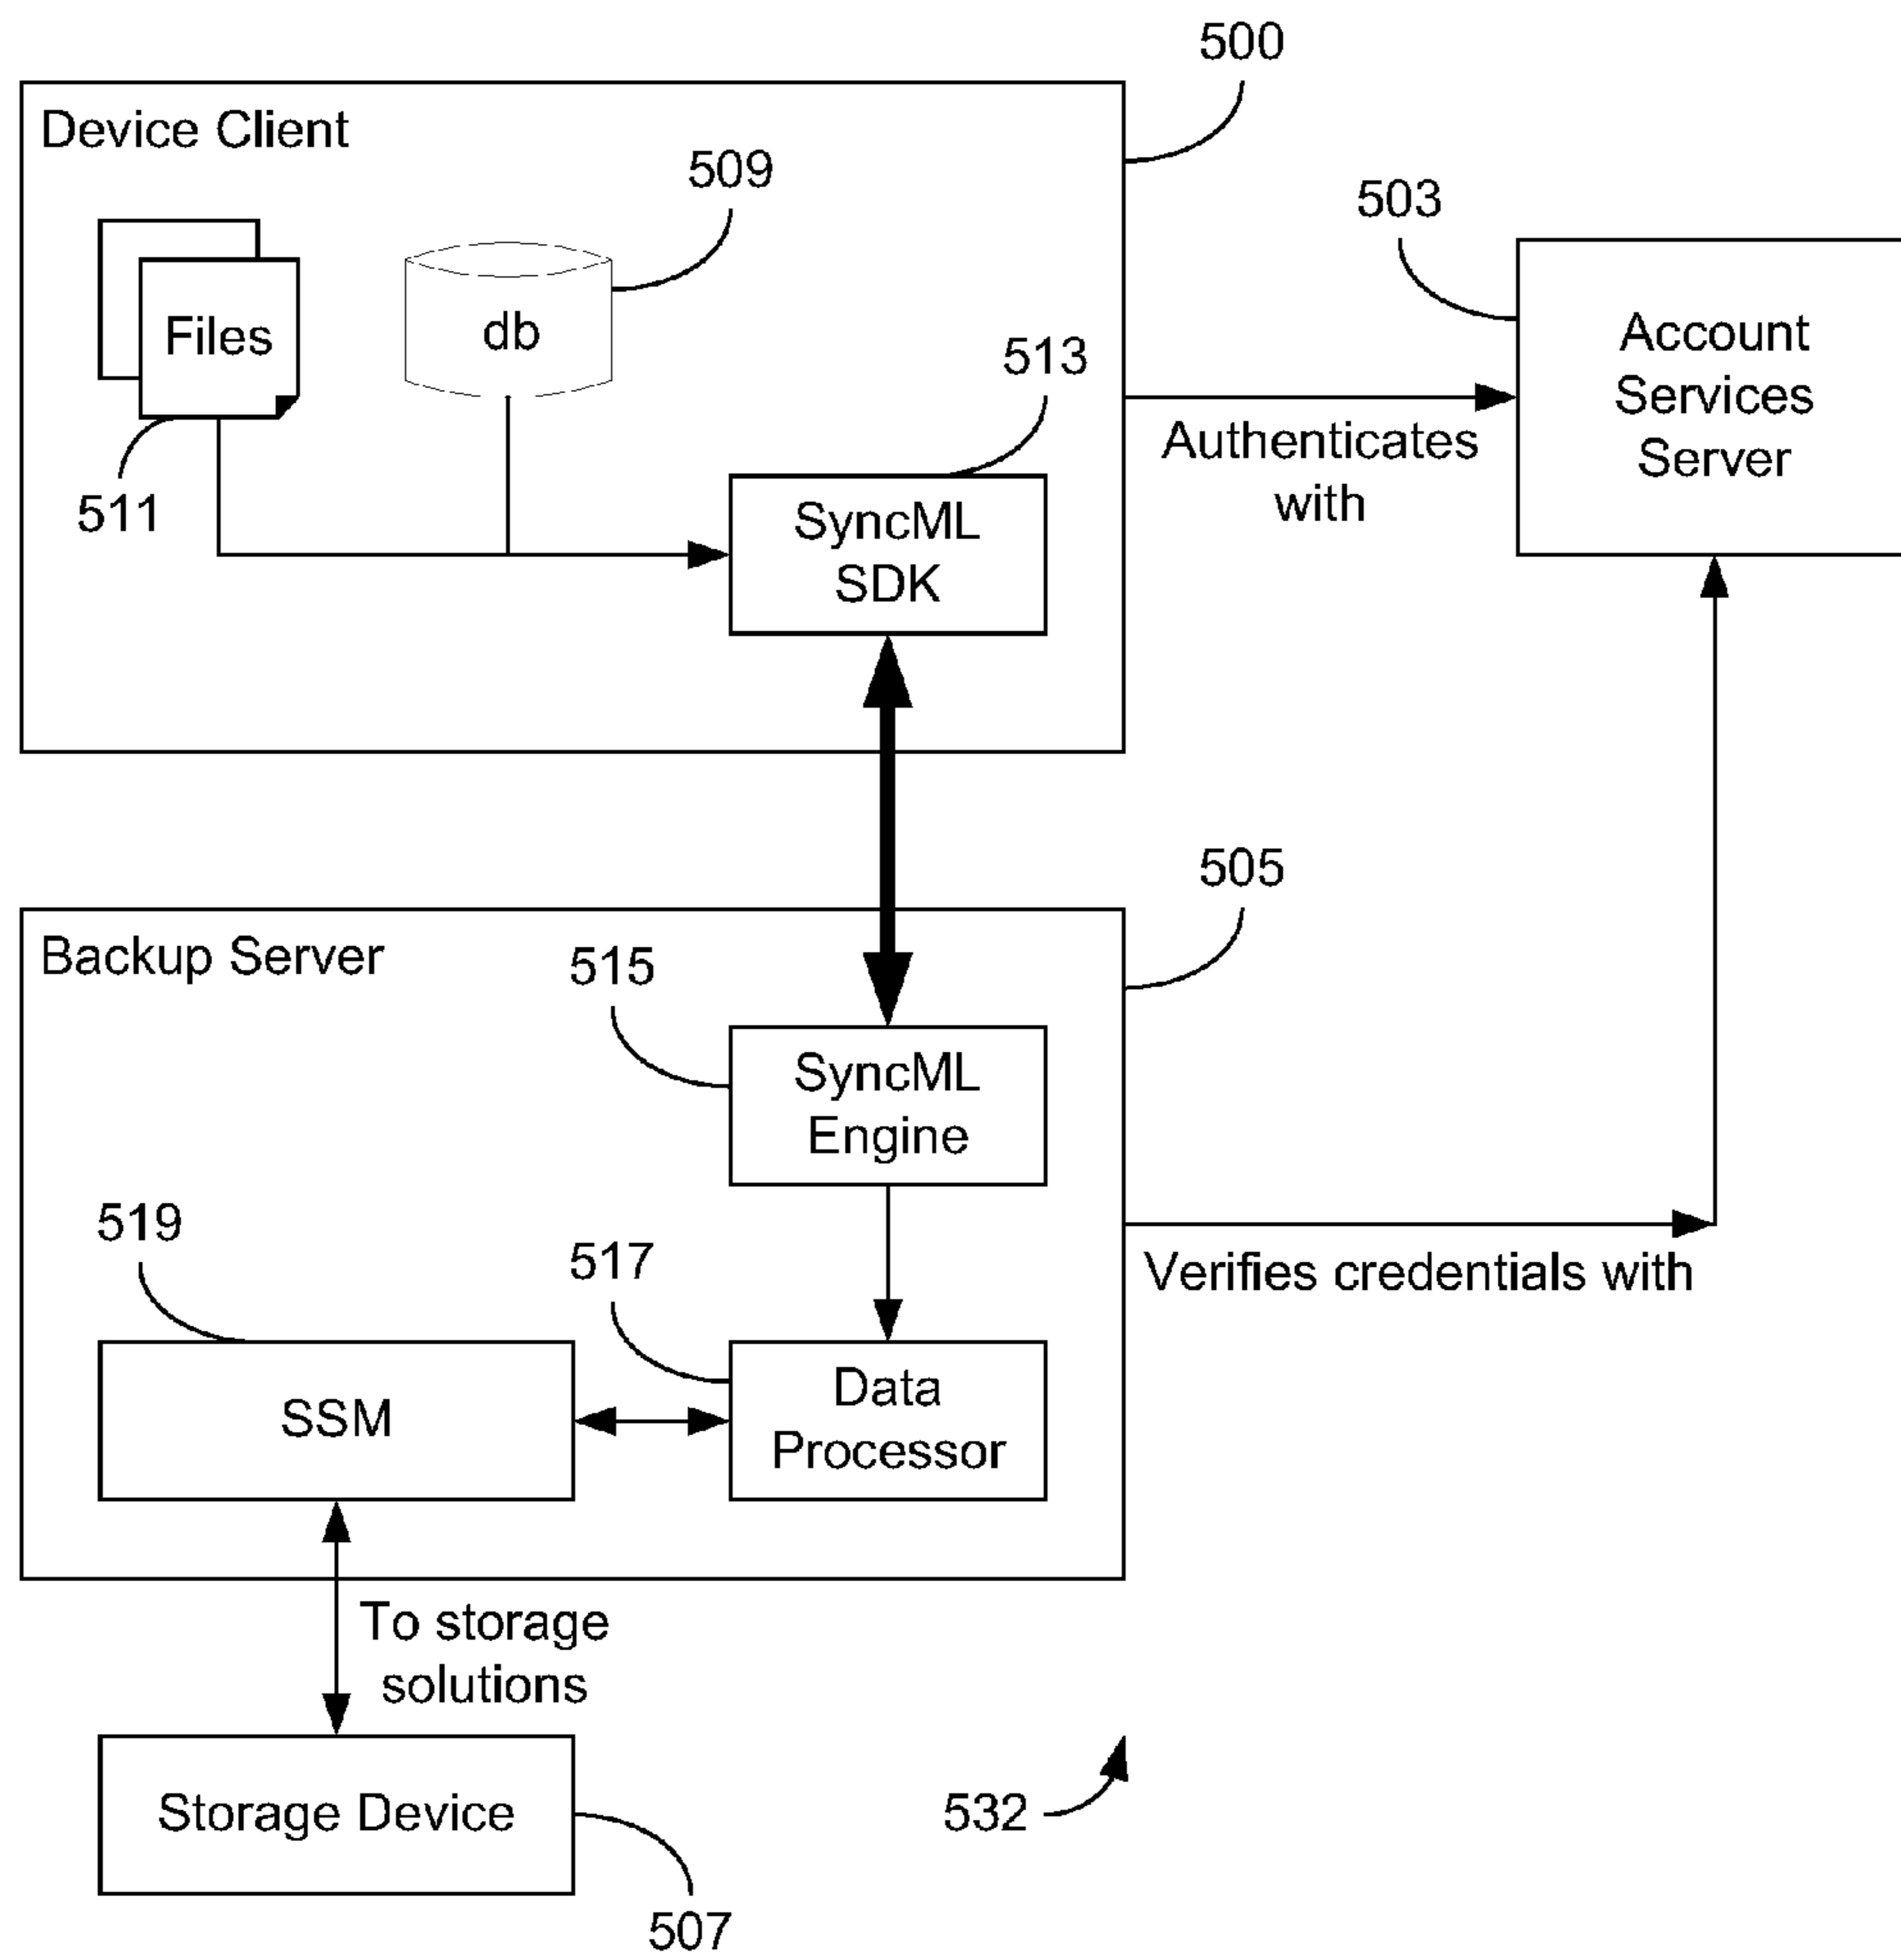 500
Device Client
509
503
Files
db
513
Account
Services
Server
Authenticates
with
511
SyncML
SDK
505
Backup Server
515
SyncML
Engine
519
517
Verifies credentials with
SSM
Data
Processor
To storage
solutions
Storage Device
532
507